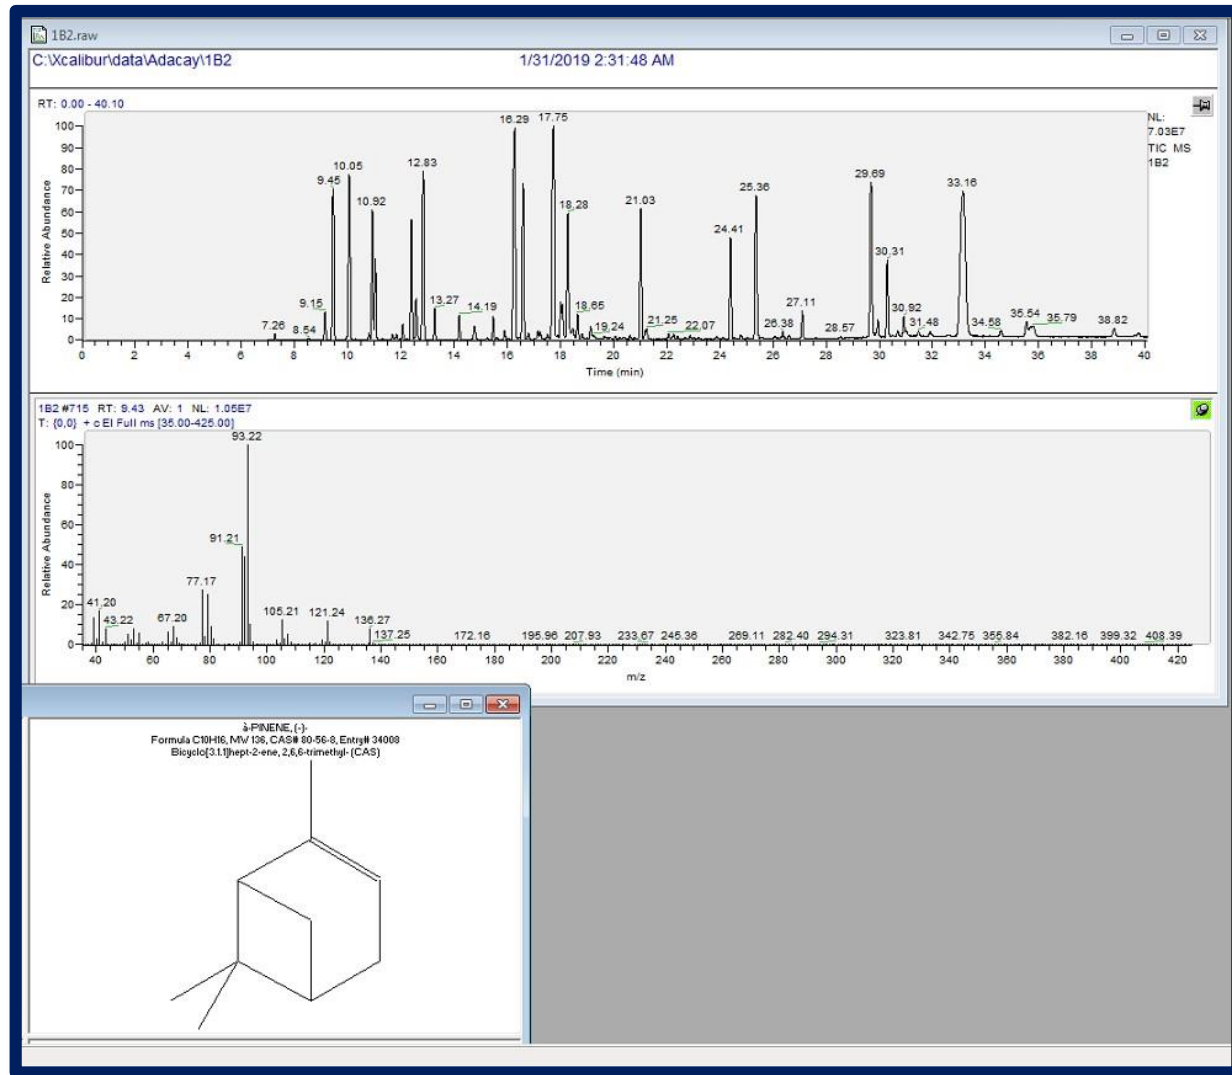 1B2.raw
C:\Xcalibur\data\Adacay\1B2 1/31/2019 2:31:48 AM
RT: 0.00 - 40.10
NL:
7.03E7
TIC MS
1B2
Relative Abundance
100
90
80
70
60
50
40
30
20
10
0
16.29 17.75
10.05 12.83
9.45 29.69 33.16
25.36
10.92 18.28 21.03
24.41
30.31
9.15 13.27 14.19 18.65 27.11 30.92
7.26 8.54 19.24 21.25 22.07 26.38 28.57 31.48 34.58 35.54 35.79 38.82
0 2 4 6 8 10 12 14 16 18 20 22 24 26 28 30 32 34 36 38 40
Time (min)
1B2 #715 RT: 9.43 AV: 1 NL: 1.05E7
T: {0,0} + c EI Full ms [35.00-425.00]
Relative Abundance
100
80
60
40
20
0
93.22
91.21
77.17
41.20 43.22 67.20 105.21 121.24 136.27
137.25 172.16 195.96 207.93 233.67 245.36 269.11 282.40 294.31 323.81 342.75 355.84 382.16 399.32 408.39
40 60 80 100 120 140 160 180 200 220 240 260 280 300 320 340 360 380 400 420
m/z
à-PINENE, (-)-
Formula C10H16, MW 136, CAS# 80-56-8, Entry# 34008
Bicyclo[3.1.1]hept-2-ene, 2,6,6-trimethyl- (CAS)